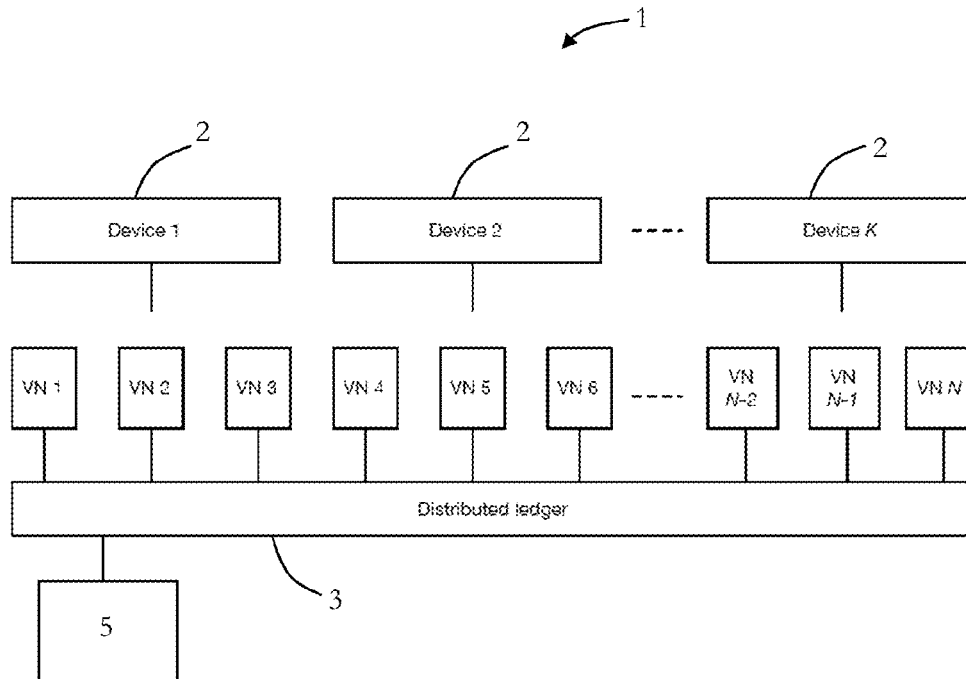 1
2
2
2
Device 1
Device 2
Device K
VN 1
VN 2
VN 3
VN 4
VN 5
VN 6
VN
N-2
VN
N-1
VN N
Distributed ledger
5
3